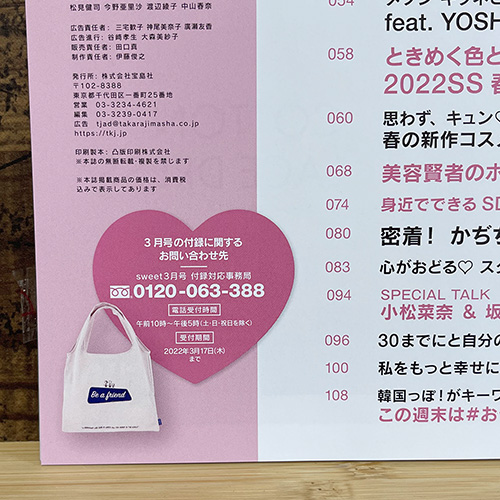 松見健司 今野亜里沙 渡辺綾子 中山春奈
広告責任者：三宅歓子 神尾美奈子 廣瀬友香
広告進行：谷﨑孝生 大森美紗子
販売責任者：田口真
制作責任者：伊藤俊之
発行所：株式会社宝島社
〒102-8388
東京都千代田区一番町25番地
営業 03-3234-4621
編集 03-3239-0417
広告 tjad@takarajimasha.co.jp
https://tkj.jp
印刷製本：凸版印刷株式会社
※本誌の無断転載・複製を禁じます
※本誌掲載商品の価格は、消費税
込みで表示してあります
3月号の付録に関する
お問い合わせ先
sweet3月号 付録対応事務局
0120-063-388
電話受付時間
午前10時〜午後5時(土・日・祝日を除く)
受付期間
2022年3月17日(木)
まで
Be a friend
054
feat. YOSH
058 ときめく色と
2022SS 春
060 思わず、キュン♡
春の新作コス
068 美容賢者のポ
074 身近でできる SD
080 密着！ かぢち
083 心がおどる♡ ス
094 SPECIAL TALK
小松菜奈 & 坂
096 30までにと自分の
100 私をもっと幸せに
108 韓国っぽ！がキーワ
この週末は#お